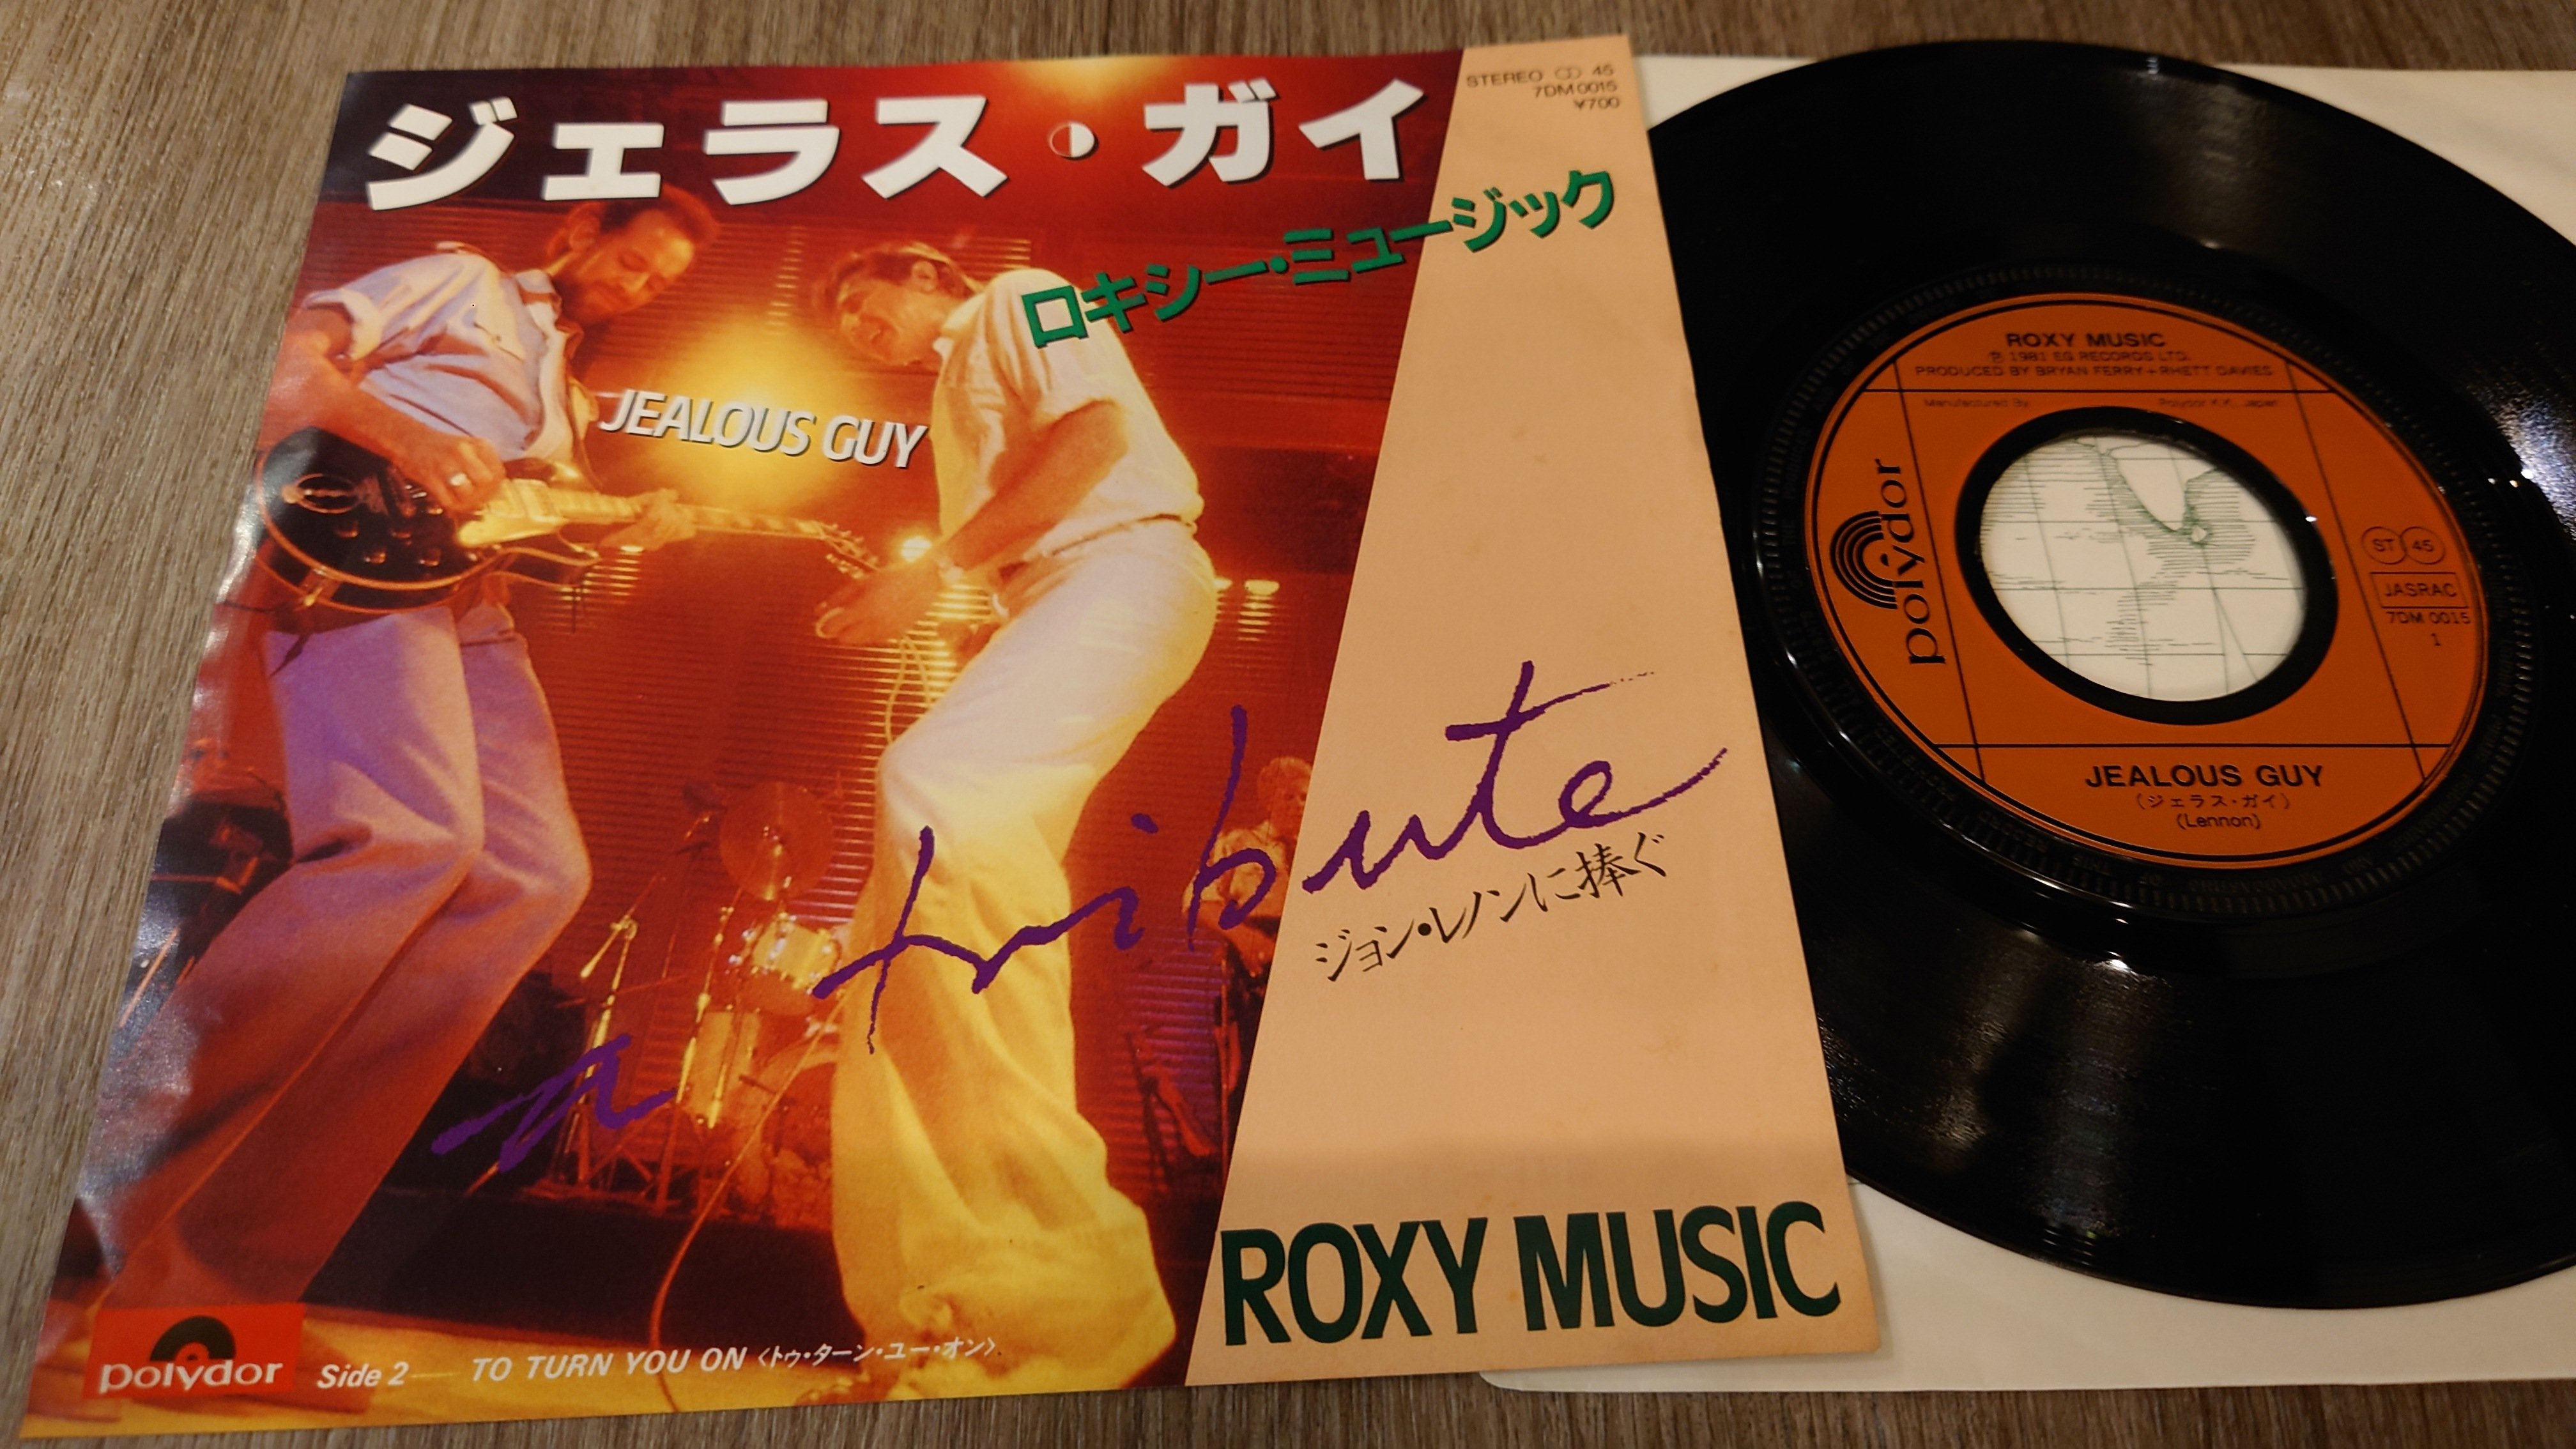 ジェラス・ガイ
STEREO 45
7DM 0015
¥700
ロキシー・ミュージック
JEALOUS GUY
a tribute
ジョン・レノンに捧ぐ
ROXY MUSIC
polydor
Side 2 — TO TURN YOU ON 〈トゥ・ターン・ユー・オン〉
ROXY MUSIC
℗ 1981 EG RECORDS LTD.
PRODUCED BY BRYAN FERRY+RHETT DAVIES
Manufactured By Polydor K.K., Japan
polydor
ST 45
JASRAC
7DM 0015
1
JEALOUS GUY
(ジェラス・ガイ)
(Lennon)